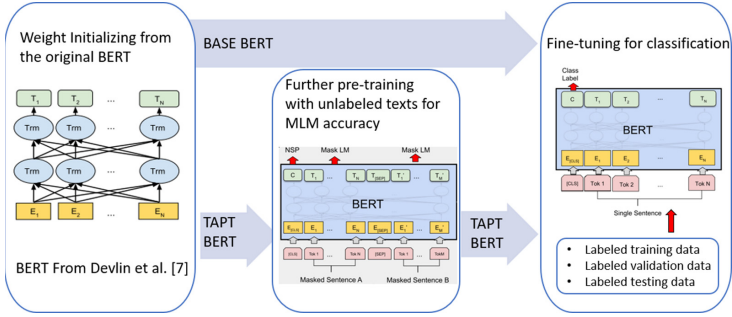 Weight Initializing from
the original BERT
T1 T2 ... TN
Trm Trm ... Trm
Trm Trm ... Trm
E1 E2 ... EN
BERT From Devlin et al. [7]
BASE BERT
TAPT
BERT
Further pre-training
with unlabeled texts for
MLM accuracy
NSP Mask LM Mask LM
C T1 ... TN T[SEP] T1' ... TM'
BERT
E[CLS] E1 ... EN E[SEP] E1' ... EM'
[CLS] Tok 1 ... Tok N [SEP] Tok 1 ... TokM
Masked Sentence A Masked Sentence B
TAPT
BERT
Fine-tuning for classification
Class
Label
C T1 T2 ... TN
BERT
E[CLS] E1 E2 ... EN
[CLS] Tok 1 Tok 2 ... Tok N
Single Sentence
• Labeled training data
• Labeled validation data
• Labeled testing data